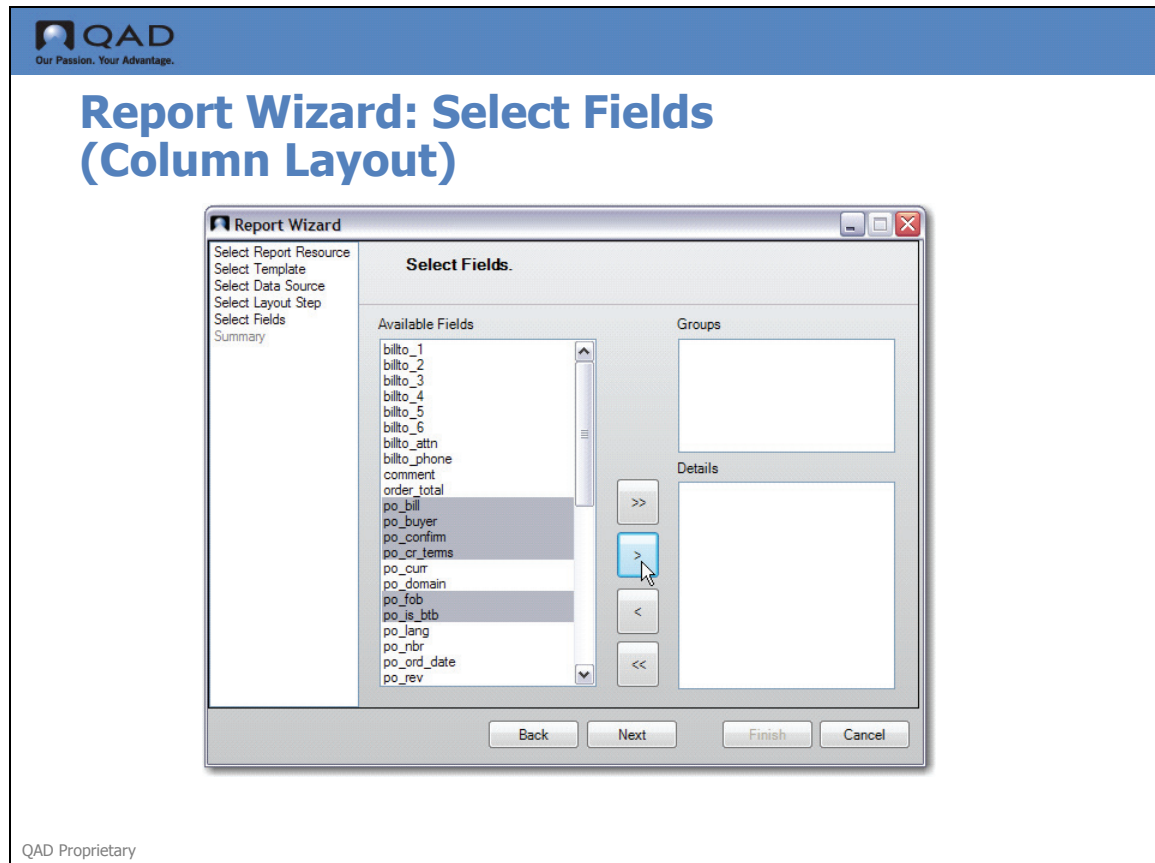 QAD
Our Passion. Your Advantage.
Report Wizard: Select Fields
(Column Layout)
Report Wizard
Select Report Resource
Select Template
Select Data Source
Select Layout Step
Select Fields
Summary
Select Fields.
Available Fields
billto_1
billto_2
billto_3
billto_4
billto_5
billto_6
billto_attn
billto_phone
comment
order_total
po_bill
po_buyer
po_confirm
po_cr_terms
po_curr
po_domain
po_fob
po_is_btb
po_lang
po_nbr
po_ord_date
po_rev
>>
>
<
<<
Groups
Details
Back
Next
Finish
Cancel
QAD Proprietary